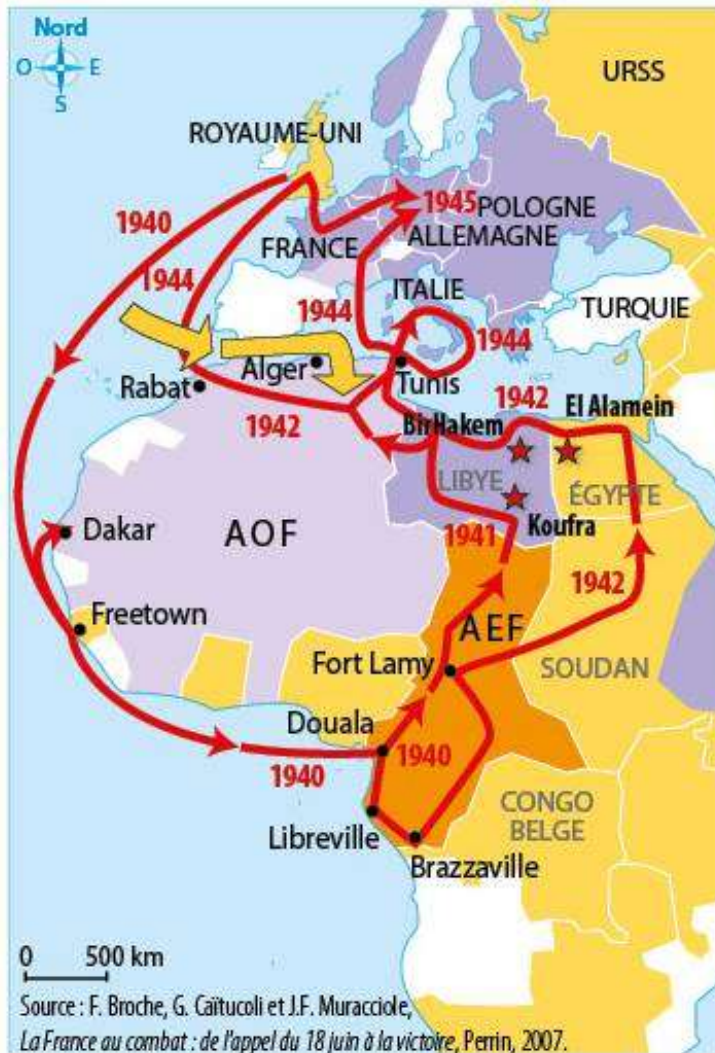 Nord
O E
S
URSS
ROYAUME-UNI
1940
1945
POLOGNE
FRANCE
ALLEMAGNE
1944
ITALIE
TURQUIE
1944
1944
Alger
Tunis
Rabat
1942
1942
El Alamein
Bir Hakem
LIBYE
ÉGYPTE
Koufra
Dakar
AOF
1941
1942
Freetown
AEF
Fort Lamy
SOUDAN
Douala
1940
1940
CONGO
BELGE
Libreville
Brazzaville
0 500 km
Source : F. Broche, G. Caïtucoli et J.F. Muracciole,
La France au combat : de l'appel du 18 juin à la victoire, Perrin, 2007.